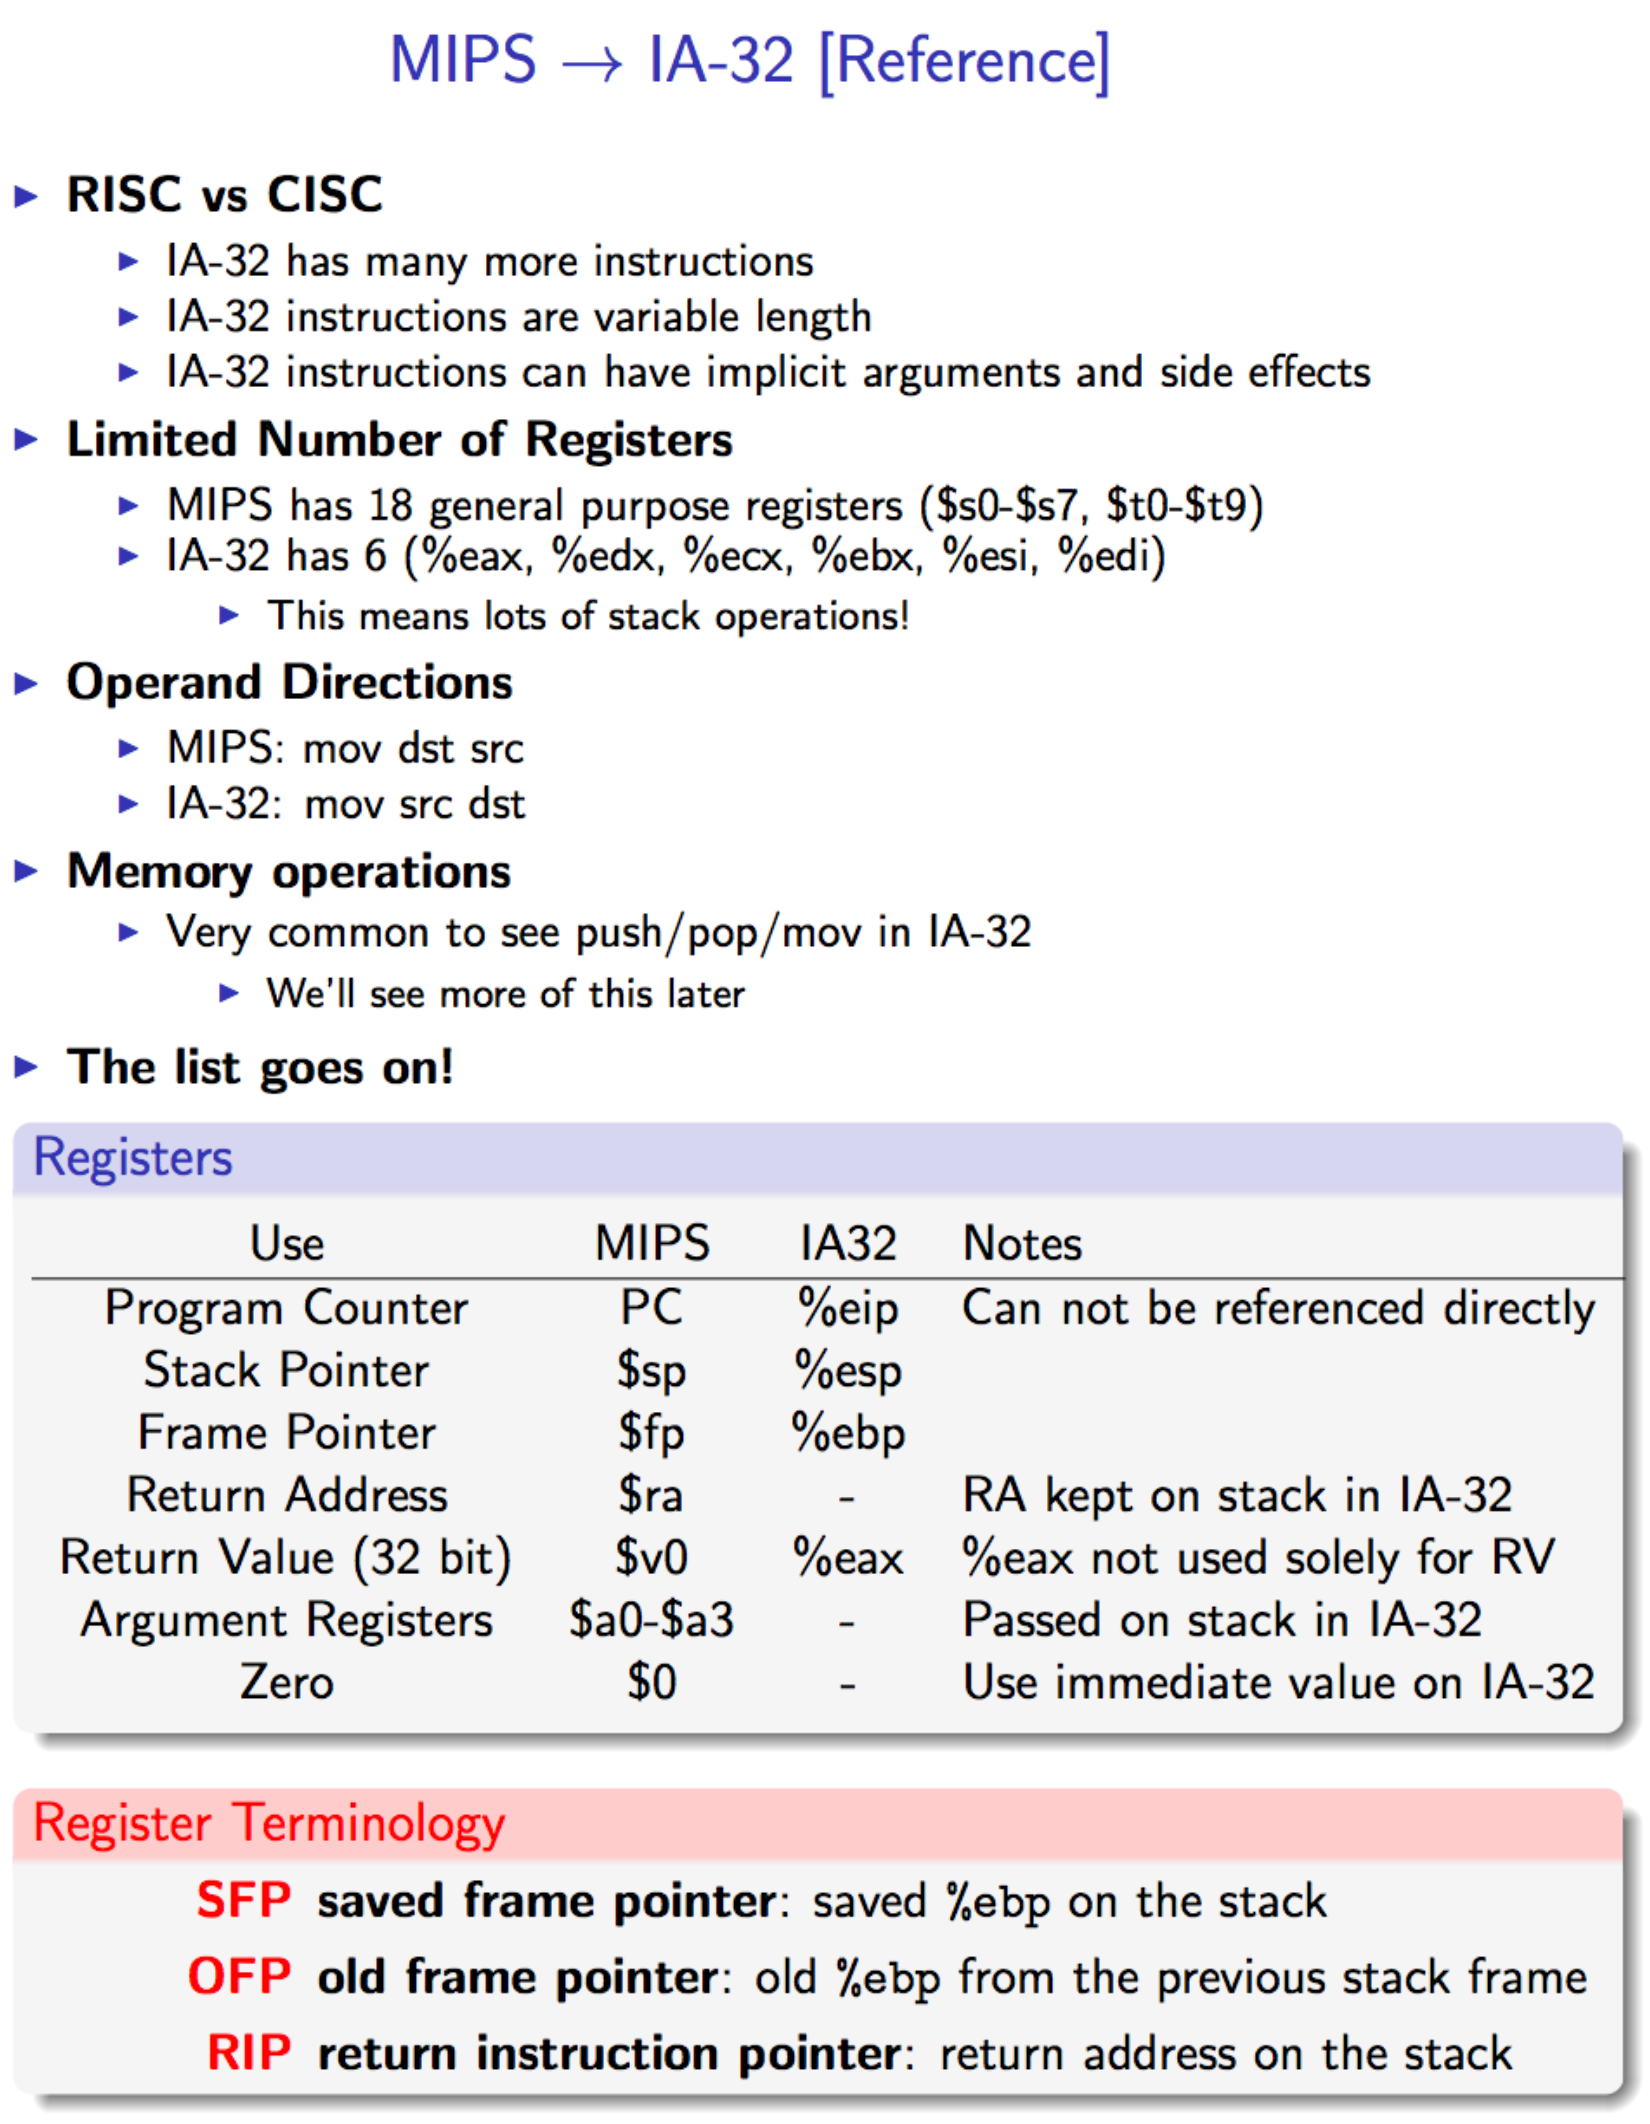 MIPS → IA-32 [Reference]
RISC vs CISC
IA-32 has many more instructions
IA-32 instructions are variable length
IA-32 instructions can have implicit arguments and side effects
Limited Number of Registers
MIPS has 18 general purpose registers ($s0-$s7, $t0-$t9)
IA-32 has 6 (%eax, %edx, %ecx, %ebx, %esi, %edi)
This means lots of stack operations!
Operand Directions
MIPS: mov dst src
IA-32: mov src dst
Memory operations
Very common to see push/pop/mov in IA-32
We'll see more of this later
The list goes on!
Registers
Use MIPS IA32 Notes
Program Counter PC %eip Can not be referenced directly
Stack Pointer $sp %esp
Frame Pointer $fp %ebp
Return Address $ra - RA kept on stack in IA-32
Return Value (32 bit) $v0 %eax %eax not used solely for RV
Argument Registers $a0-$a3 - Passed on stack in IA-32
Zero $0 - Use immediate value on IA-32
Register Terminology
SFP saved frame pointer: saved %ebp on the stack
OFP old frame pointer: old %ebp from the previous stack frame
RIP return instruction pointer: return address on the stack